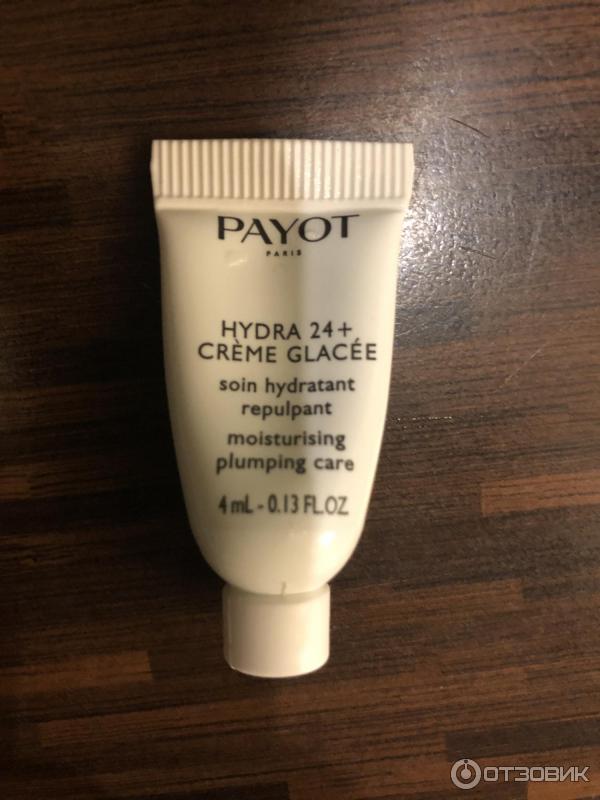 PAYOT
PARIS
HYDRA 24+
CRÈME GLACÉE
soin hydratant
repulpant
moisturising
plumping care
4 mL - 0.13 FL.OZ
ОТЗОВИК